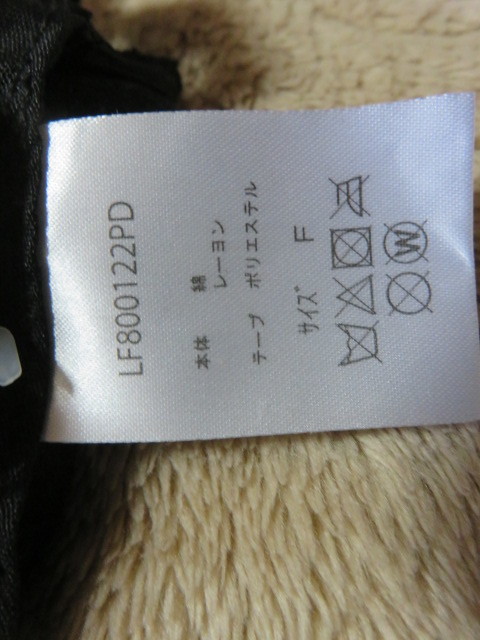 LF800122PD
本体 綿
レーヨン
テープ ポリエステル
サイズ F
W